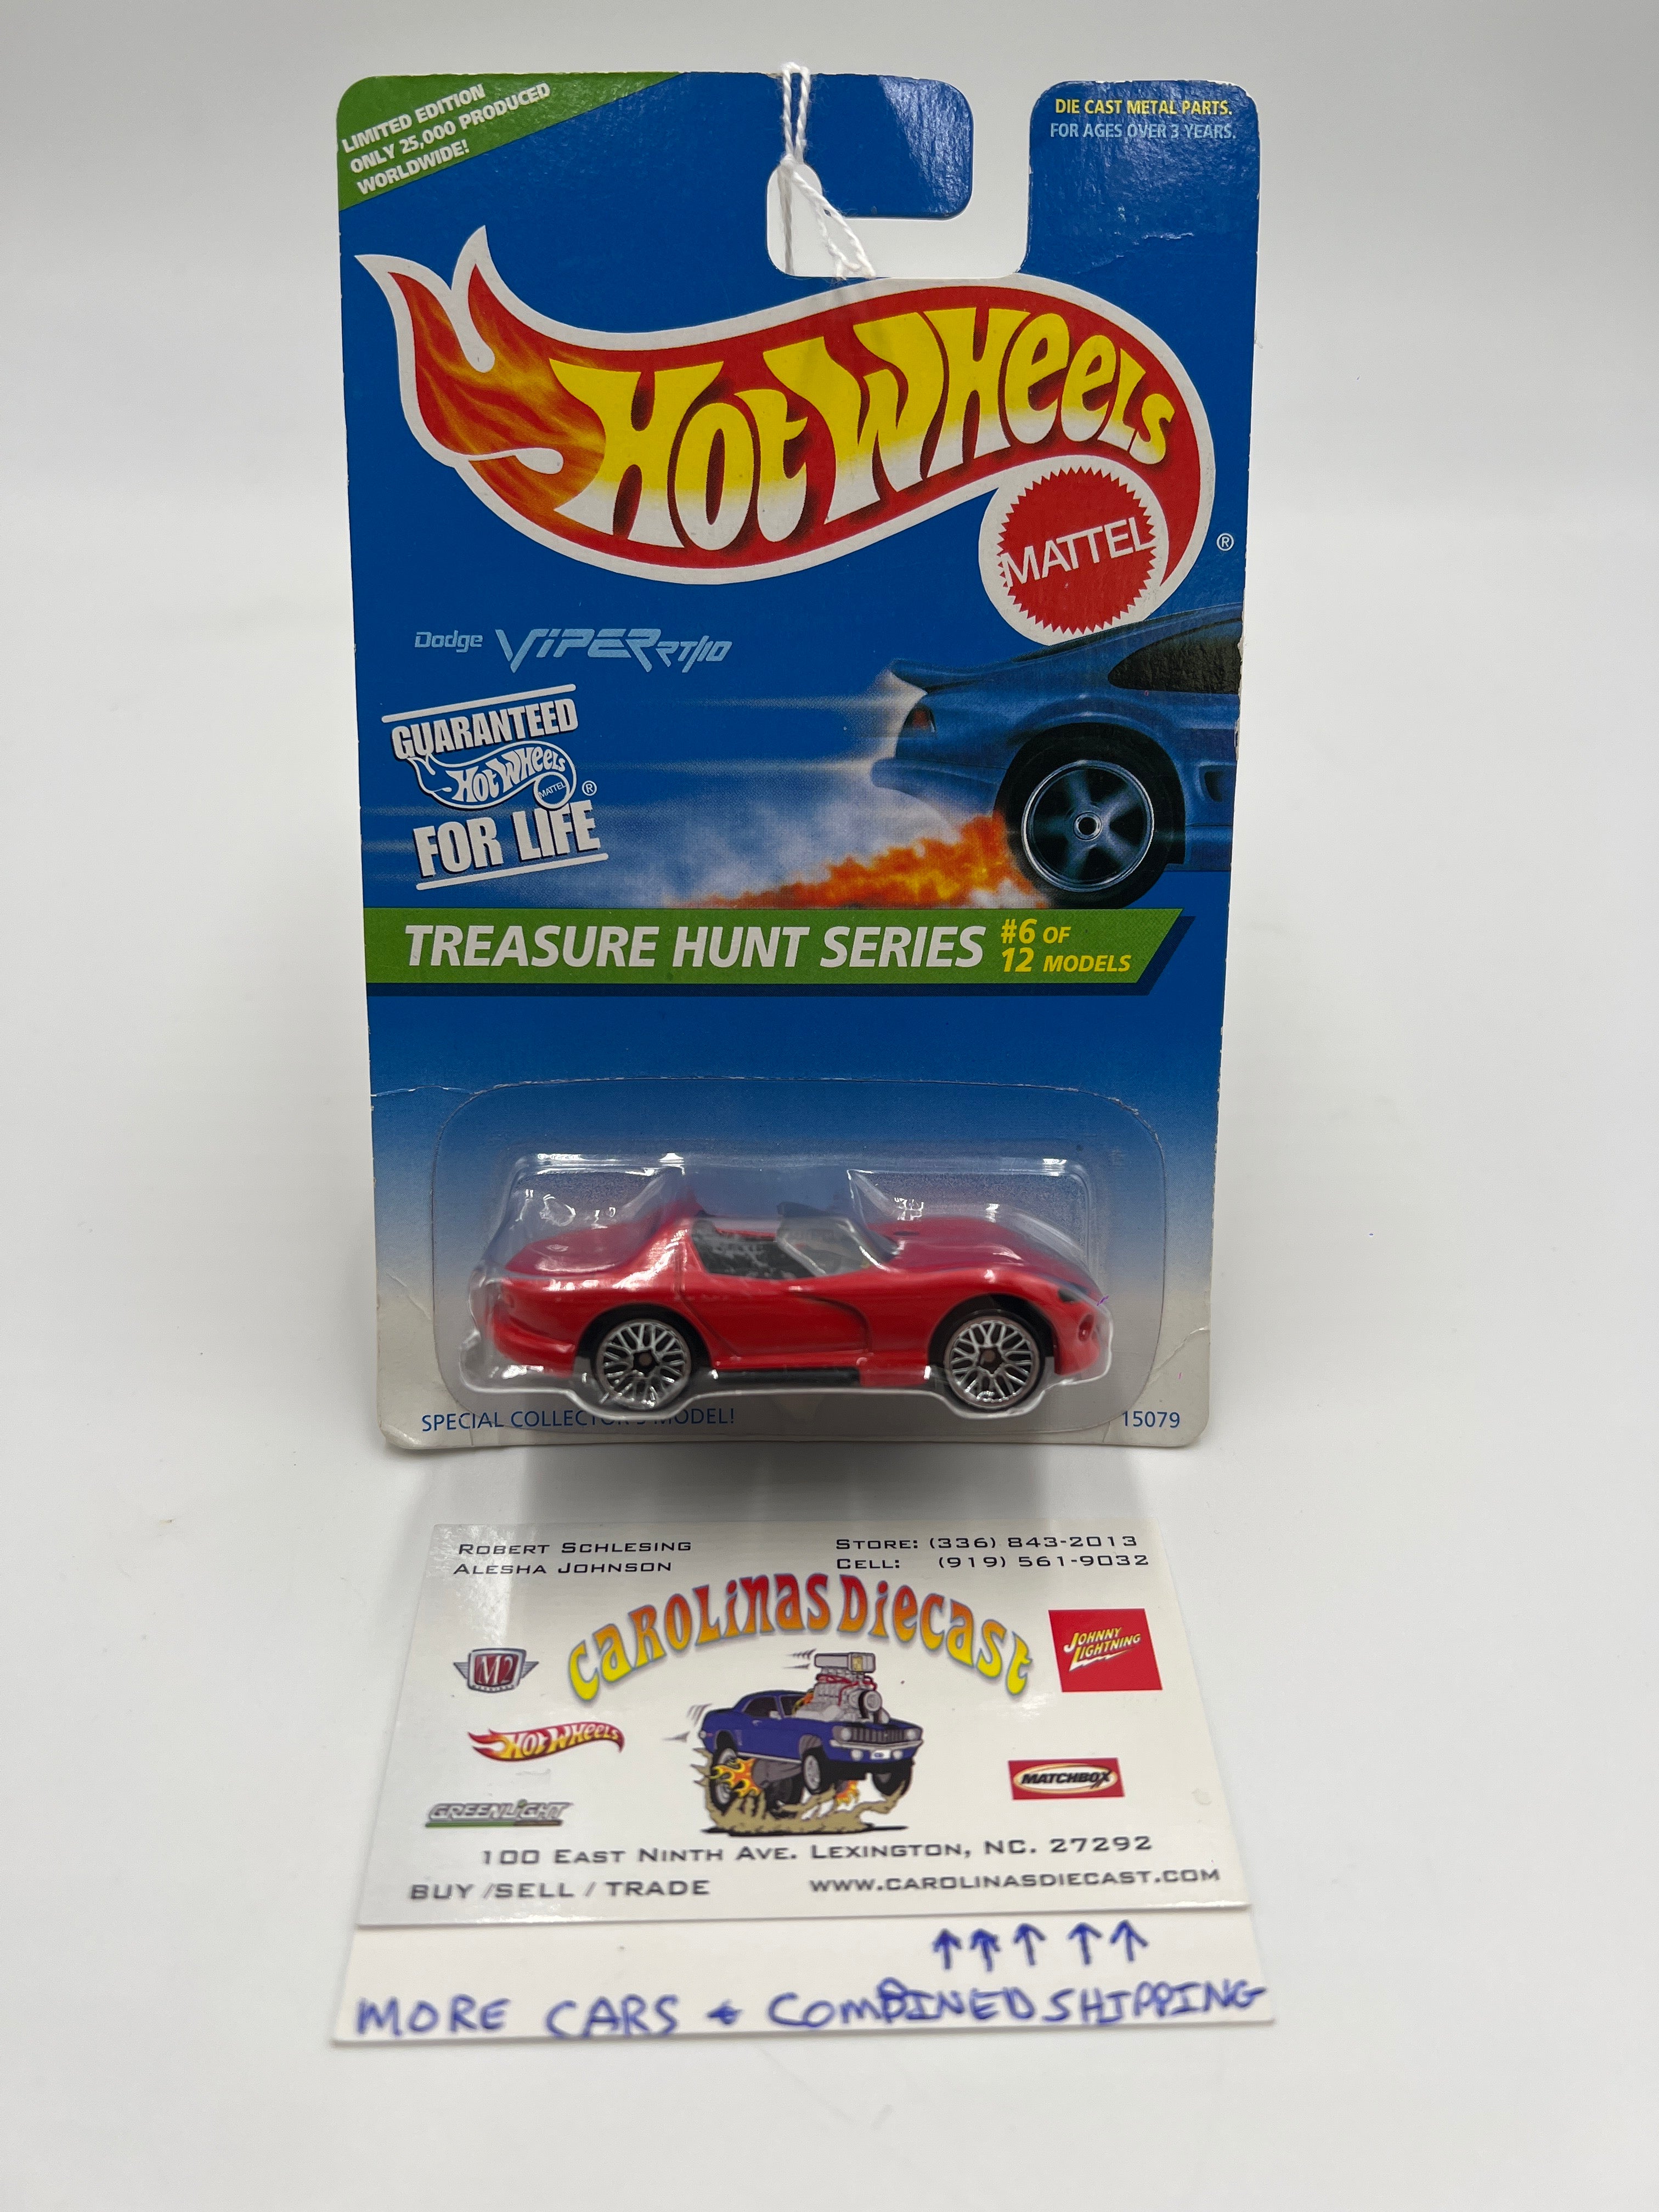 LIMITED EDITION
ONLY 25,000 PRODUCED
WORLDWIDE!
DIE CAST METAL PARTS.
FOR AGES OVER 3 YEARS.
HOT WHEELS
MATTEL
®
Dodge VIPER RT/10
GUARANTEED
HOT WHEELS
MATTEL ®
FOR LIFE
TREASURE HUNT SERIES #6 OF
12 MODELS
SPECIAL COLLECTOR'S MODEL!
15079
ROBERT SCHLESING
ALESHA JOHNSON
STORE: (336) 843-2013
CELL: (919) 561-9032
CAROLINAS DIECAST
M2
JOHNNY
LIGHTNING
HOT WHEELS
MATCHBOX
GREENLIGHT
100 EAST NINTH AVE. LEXINGTON, NC. 27292
BUY /SELL / TRADE
WWW.CAROLINASDIECAST.COM
↑↑↑↑↑
MORE CARS + COMBINED SHIPPING